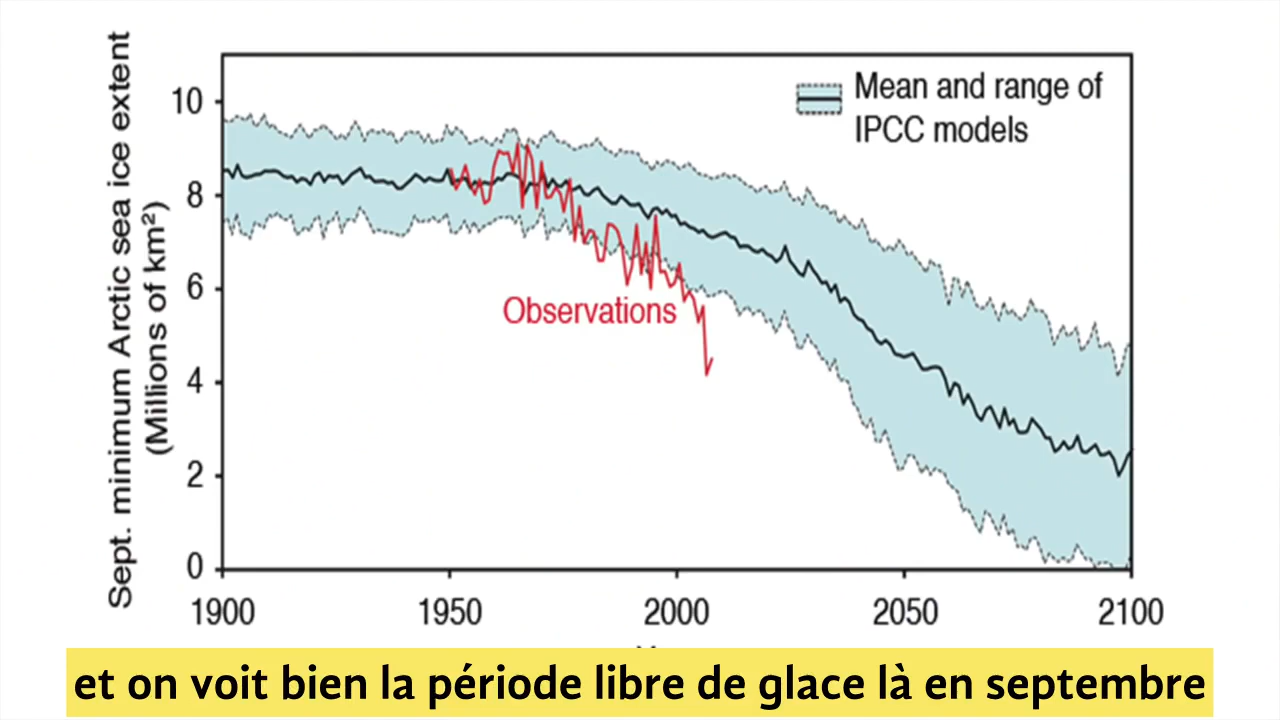 Sept. minimum Arctic sea ice extent
(Millions of km²)
10
8
6
4
2
0
Mean and range of
IPCC models
Observations
1900 1950 2000 2050 2100
et on voit bien la période libre de glace là en septembre